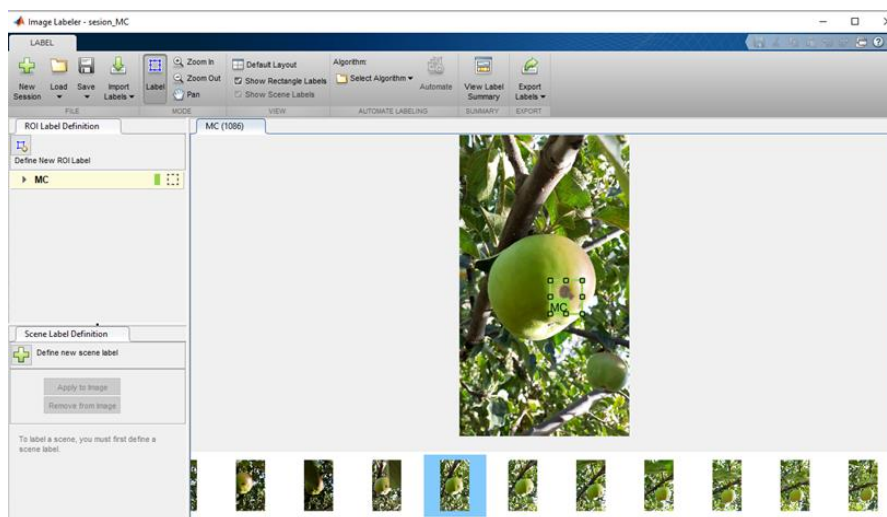 Image Labeler - sesion_MC
LABEL
New Session
Load
Save
Import Labels
FILE
Label
Zoom In
Zoom Out
Pan
MODE
Default Layout
Show Rectangle Labels
Show Scene Labels
VIEW
Algorithm:
Select Algorithm
Automate
AUTOMATE LABELING
View Label Summary
SUMMARY
Export Labels
EXPORT
ROI Label Definition
Define New ROI Label
MC
Scene Label Definition
Define new scene label
Apply to Image
Remove from Image
To label a scene, you must first define a
scene label.
MC (1086)
MC